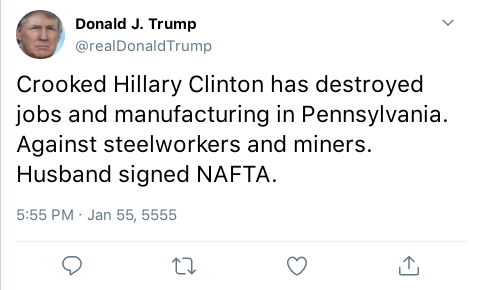 Donald J. Trump
@realDonaldTrump
Crooked Hillary Clinton has destroyed
jobs and manufacturing in Pennsylvania.
Against steelworkers and miners.
Husband signed NAFTA.
5:55 PM · Jan 55, 5555